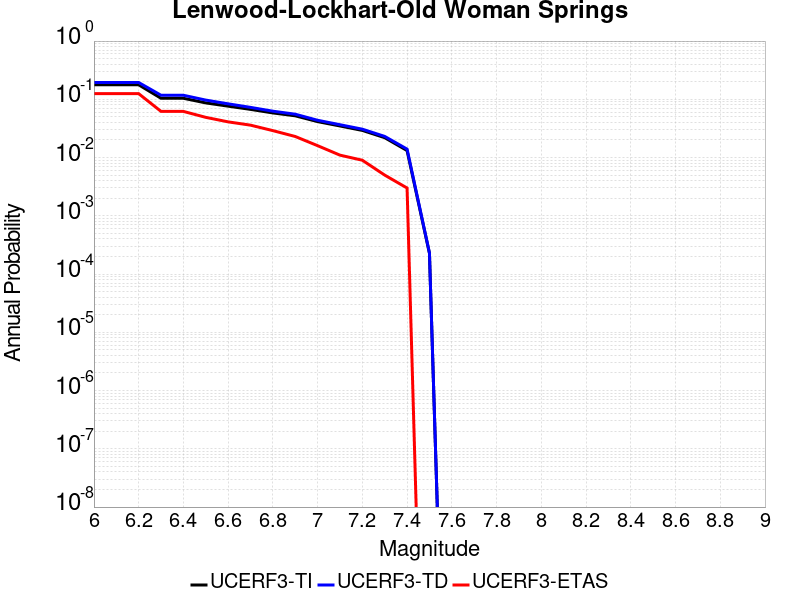 Lenwood-Lockhart-Old Woman Springs
10^0
10^-1
10^-2
10^-3
10^-4
10^-5
10^-6
10^-7
10^-8
Annual Probability
6 6.2 6.4 6.6 6.8 7 7.2 7.4 7.6 7.8 8 8.2 8.4 8.6 8.8 9
Magnitude
UCERF3-TI UCERF3-TD UCERF3-ETAS